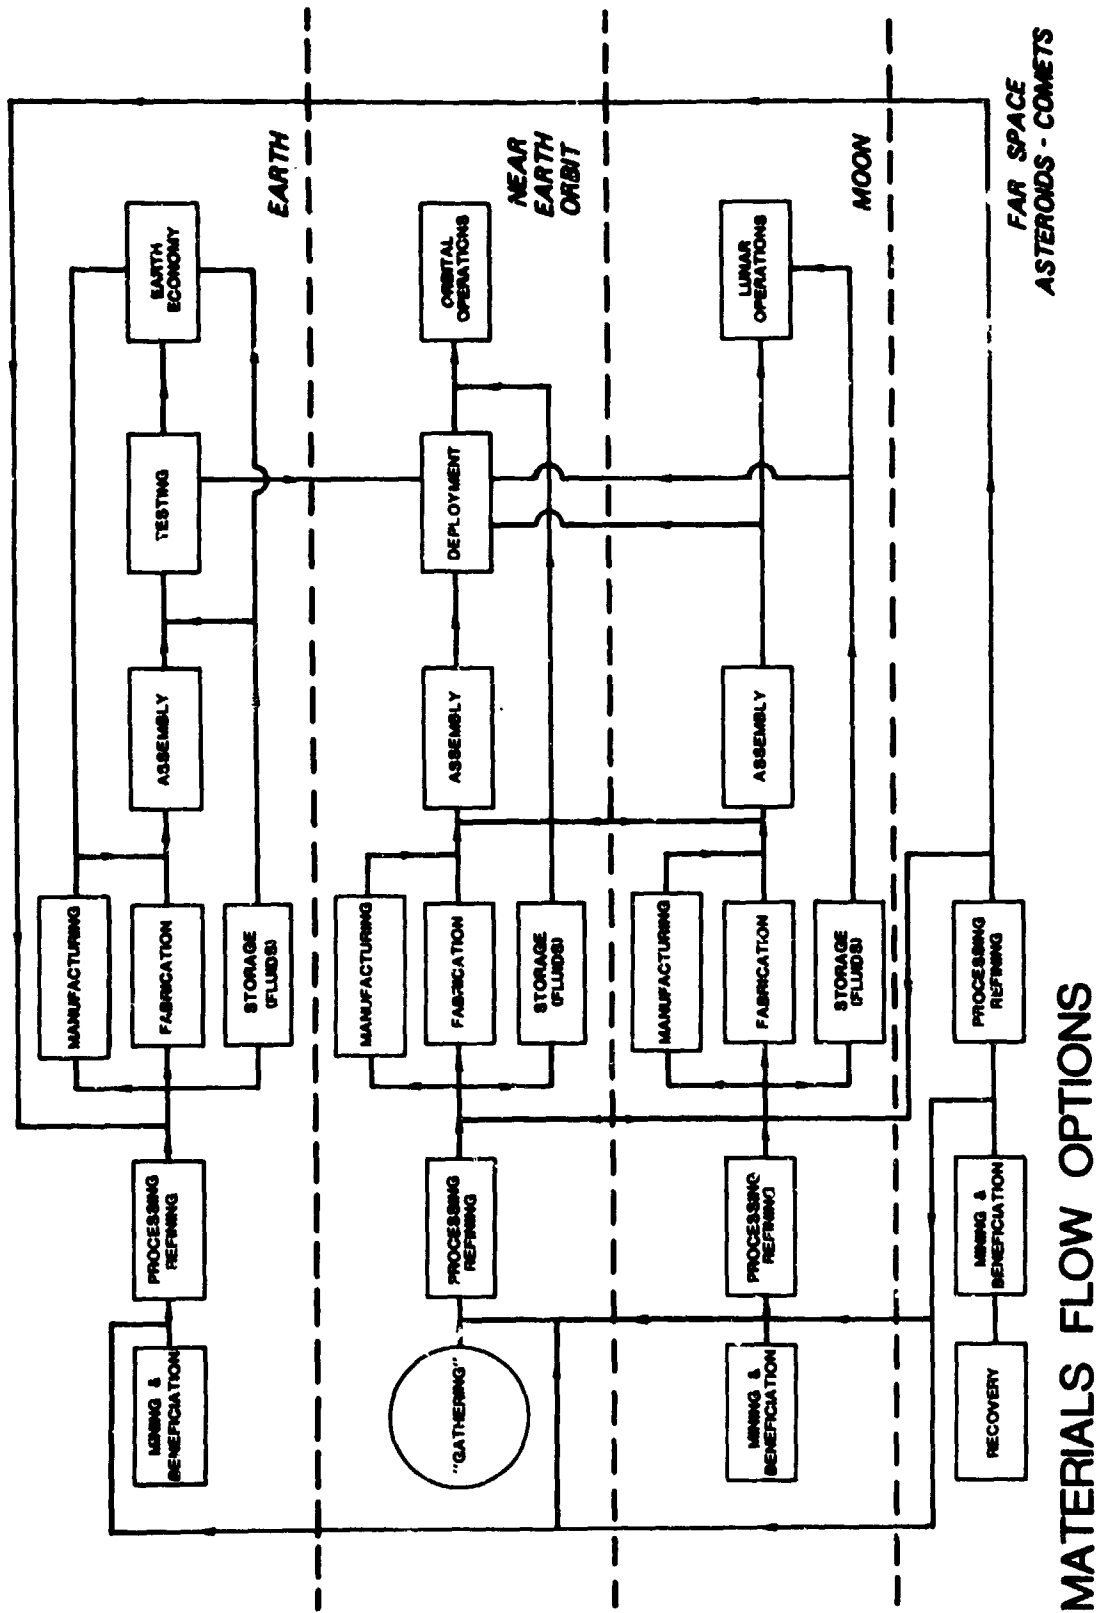 MINING &
BENEFICIATION
PROCESSING
REFINING
MANUFACTURING
FABRICATION
STORAGE
(FLUIDS)
ASSEMBLY
TESTING
EARTH
ECONOMY
EARTH
"GATHERING"
PROCESSING
REFINING
MANUFACTURING
FABRICATION
STORAGE
(FLUIDS)
ASSEMBLY
DEPLOYMENT
ORBITAL
OPERATIONS
NEAR
EARTH
ORBIT
MINING &
BENEFICIATION
PROCESSING
REFINING
MANUFACTURING
FABRICATION
STORAGE
(FLUIDS)
ASSEMBLY
LUNAR
OPERATIONS
MOON
RECOVERY
MINING &
BENEFICIATION
PROCESSING
REFINING
FAR SPACE
ASTEROIDS - COMETS
MATERIALS FLOW OPTIONS